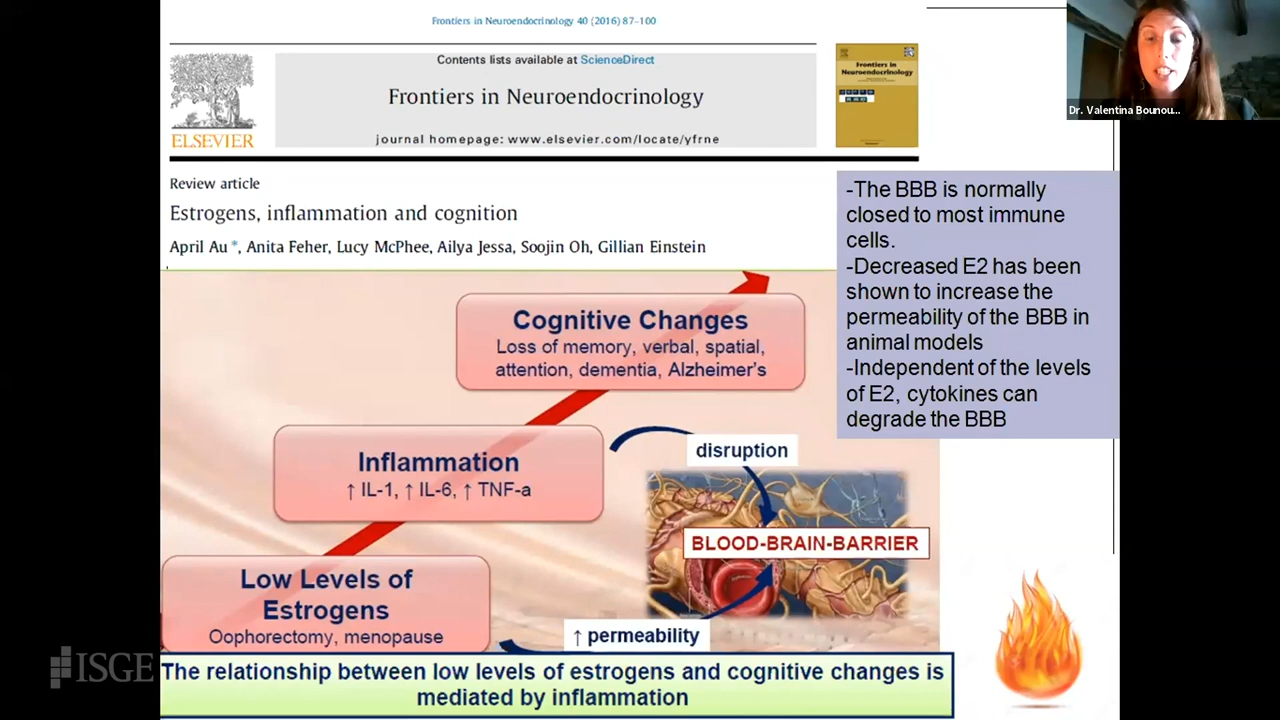 Frontiers in Neuroendocrinology 40 (2016) 87–100
Contents lists available at ScienceDirect
Frontiers in Neuroendocrinology
journal homepage: www.elsevier.com/locate/yfrne
ELSEVIER
Frontiers in
Neuroendocrinology
Dr. Valentina Bounou...
Review article
Estrogens, inflammation and cognition
April Au *, Anita Feher, Lucy McPhee, Ailya Jessa, Soojin Oh, Gillian Einstein
-The BBB is normally
closed to most immune
cells.
-Decreased E2 has been
shown to increase the
permeability of the BBB in
animal models
-Independent of the levels
of E2, cytokines can
degrade the BBB
Cognitive Changes
Loss of memory, verbal, spatial,
attention, dementia, Alzheimer's
Inflammation
↑ IL-1, ↑ IL-6, ↑ TNF-a
disruption
BLOOD-BRAIN-BARRIER
Low Levels of
Estrogens
Oophorectomy, menopause
↑ permeability
ISGE
The relationship between low levels of estrogens and cognitive changes is
mediated by inflammation